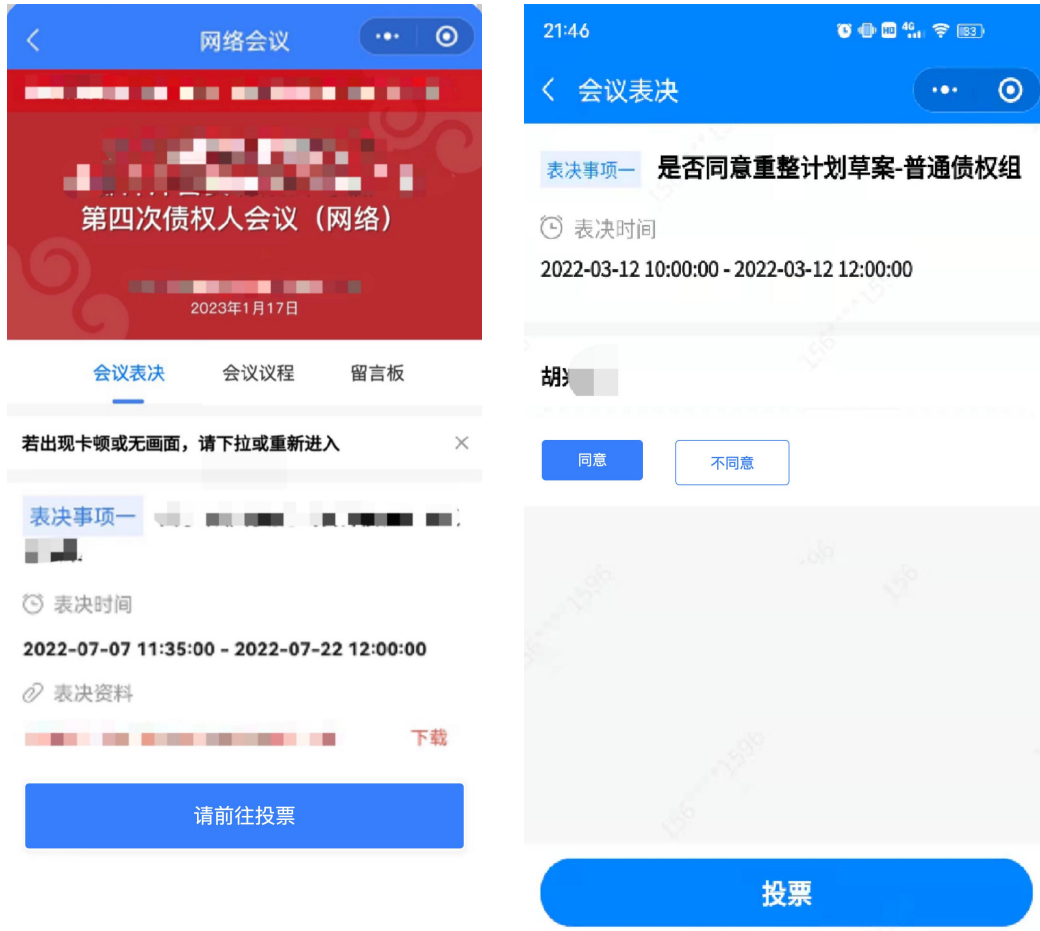 网络会议
第四次债权人会议（网络）
2023年1月17日
会议表决 会议议程 留言板
若出现卡顿或无画面，请下拉或重新进入
表决事项一
表决时间
2022-07-07 11:35:00 - 2022-07-22 12:00:00
表决资料
下载
请前往投票
21:46 HD 4G 83
会议表决
表决事项一 是否同意重整计划草案-普通债权组
表决时间
2022-03-12 10:00:00 - 2022-03-12 12:00:00
胡
同意 不同意
156****1596
投票